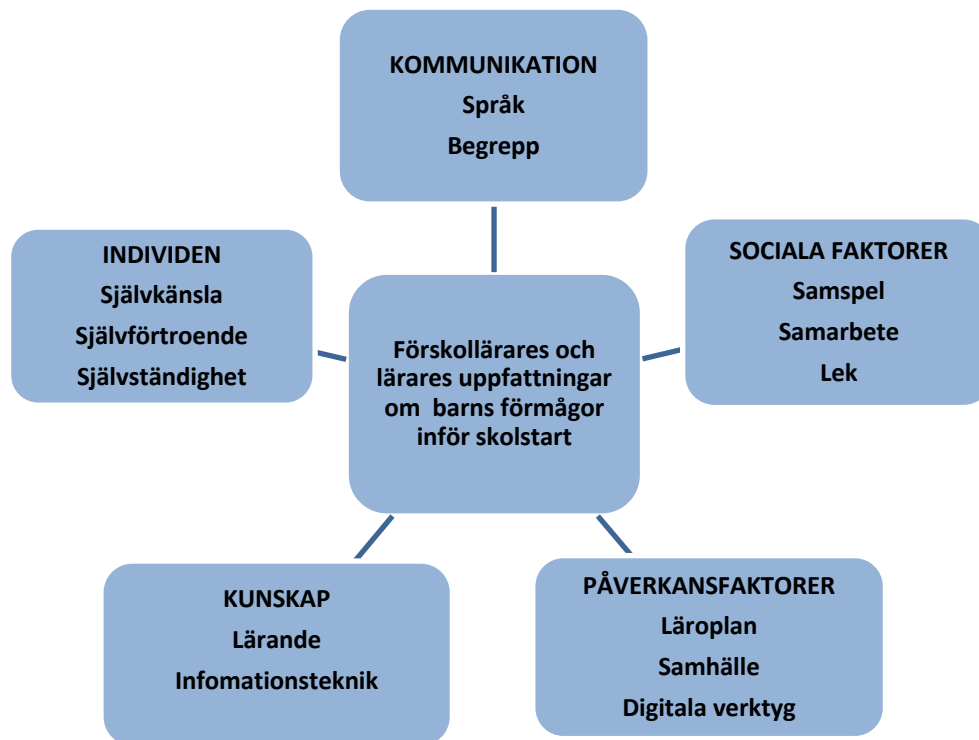 KOMMUNIKATION
Språk
Begrepp
INDIVIDEN
Självkänsla
Självförtroende
Självständighet
SOCIALA FAKTORER
Samspel
Samarbete
Lek
Förskollärares och
lärares uppfattningar
om barns förmågor
inför skolstart
KUNSKAP
Lärande
Infomationsteknik
PÅVERKANSFAKTORER
Läroplan
Samhälle
Digitala verktyg